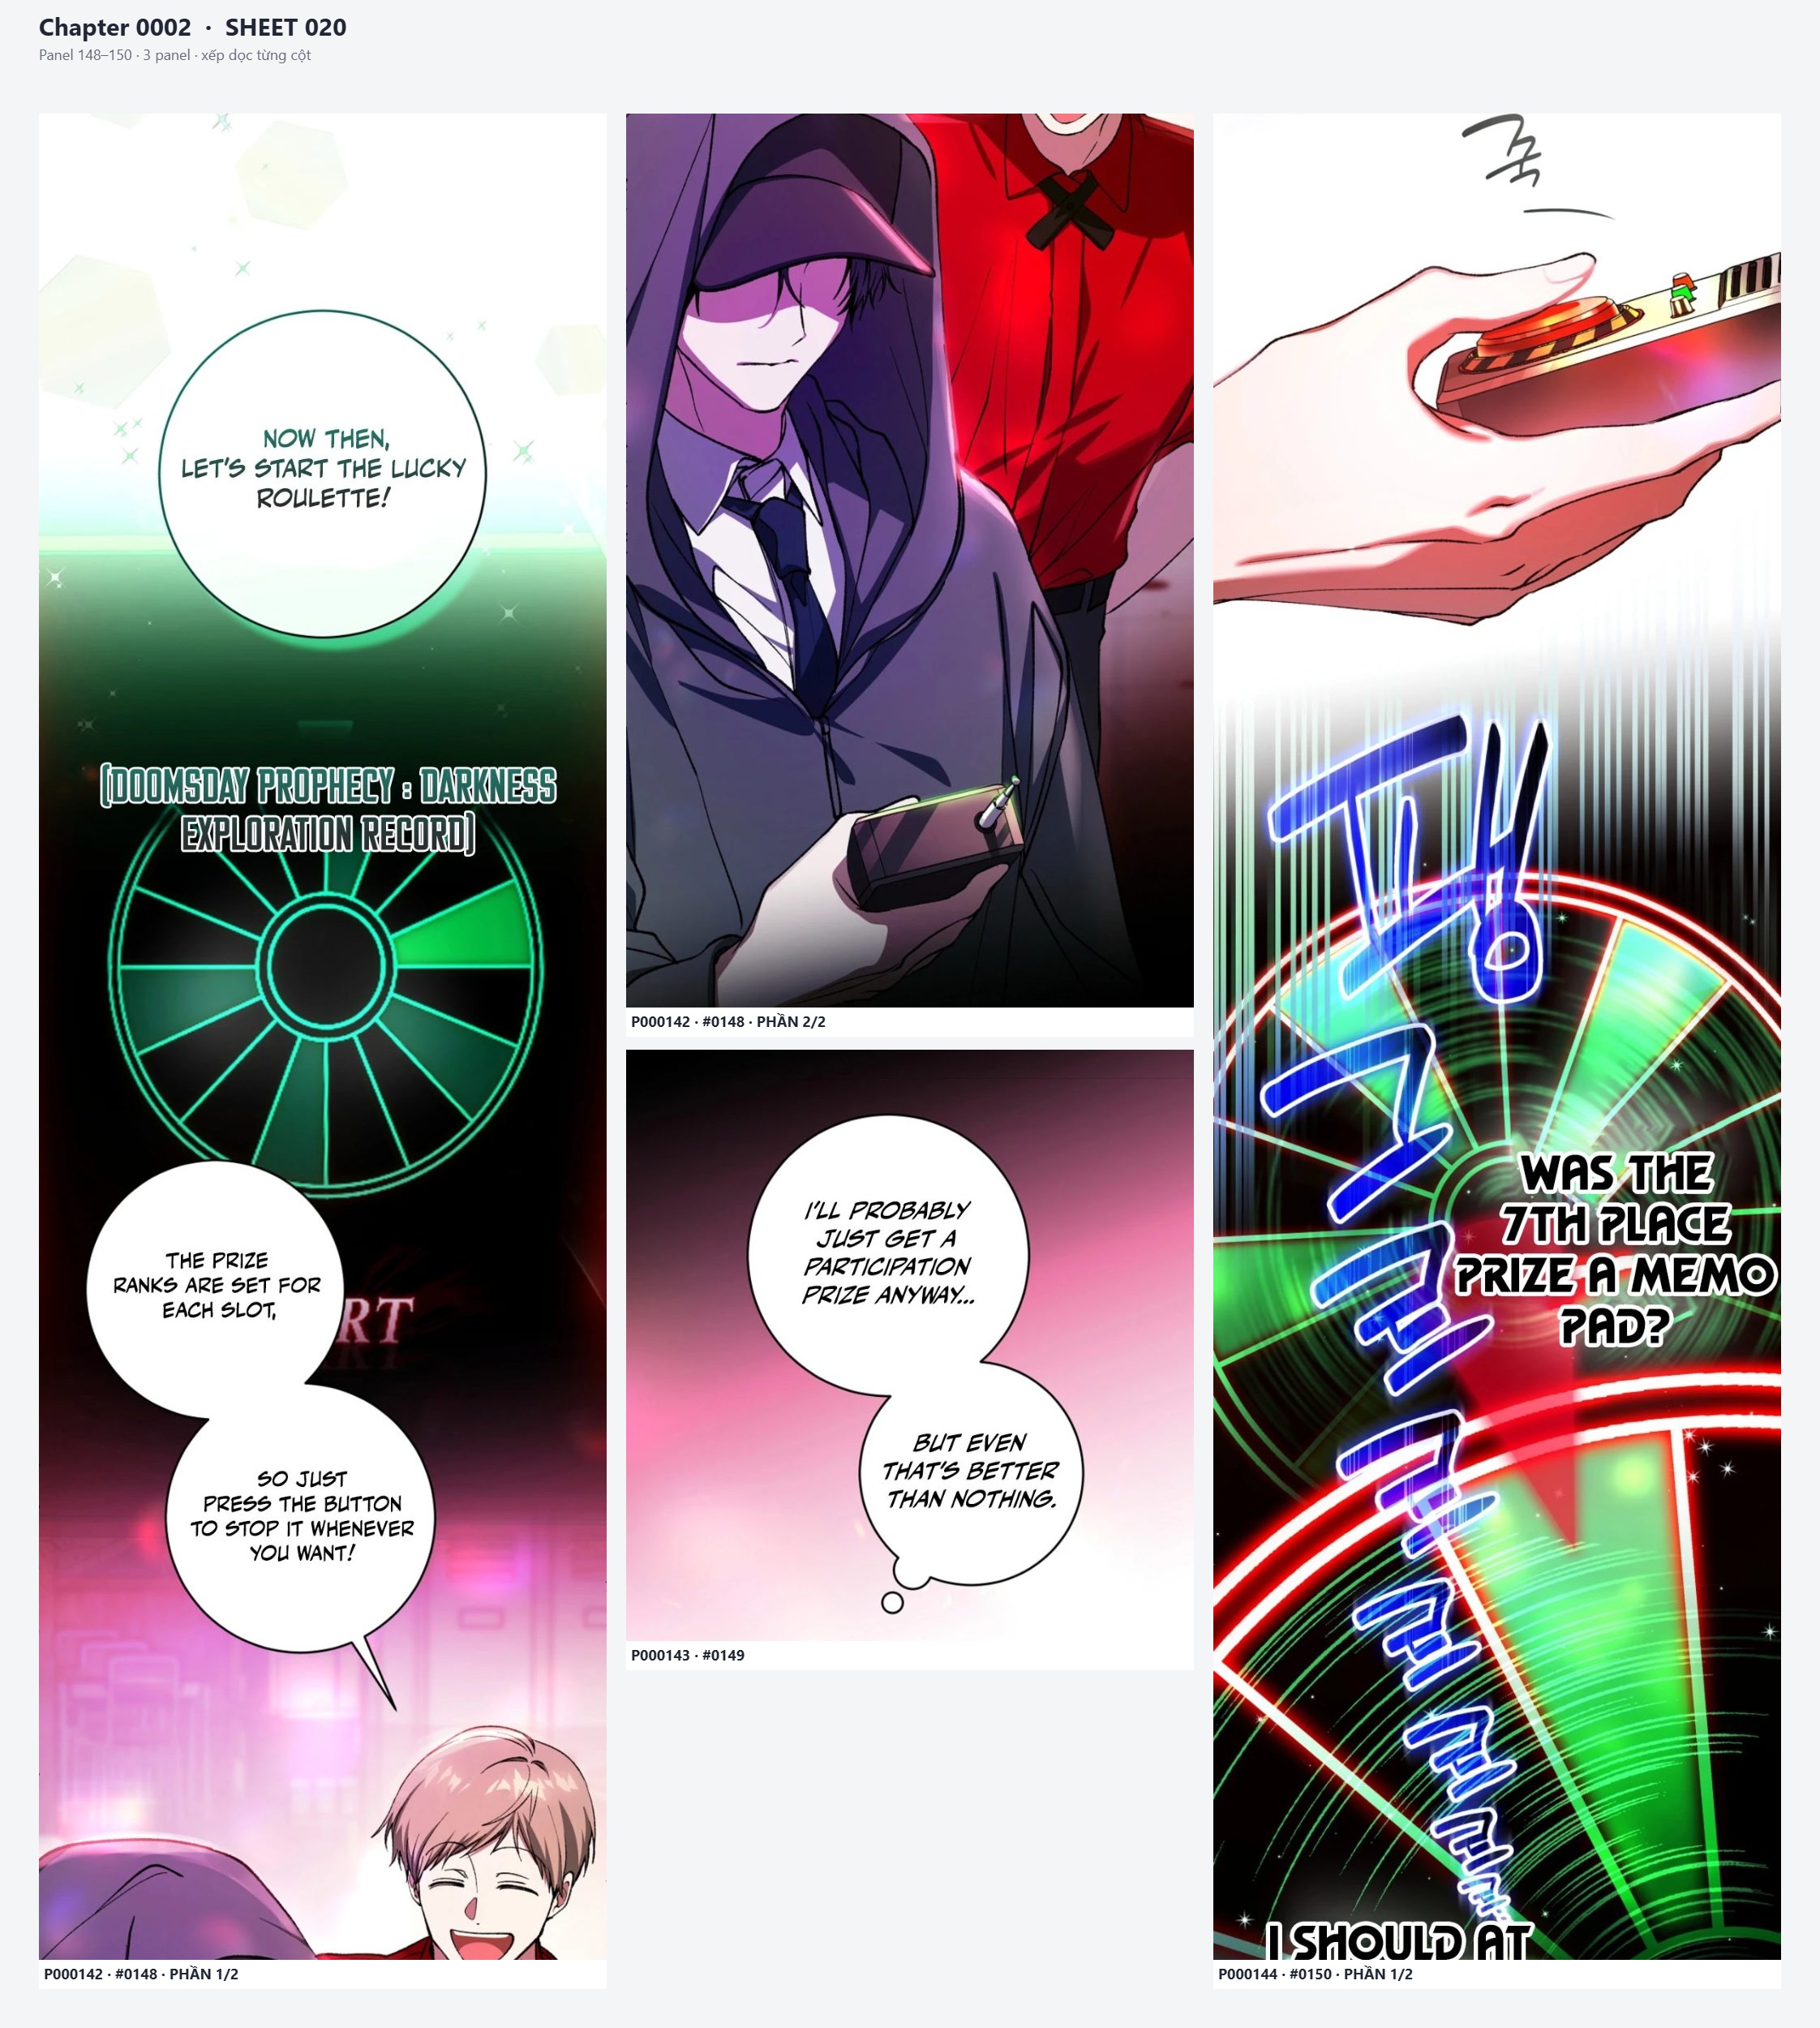 Chapter 0002 · SHEET 020
Panel 148–150 · 3 panel · xếp dọc từng cột
NOW THEN,
LET'S START THE LUCKY
ROULETTE!
[DOOMSDAY PROPHECY : DARKNESS
EXPLORATION RECORD]
THE PRIZE
RANKS ARE SET FOR
EACH SLOT,
RT
SO JUST
PRESS THE BUTTON
TO STOP IT WHENEVER
YOU WANT!
P000142 · #0148 · PHẦN 1/2
P000142 · #0148 · PHẦN 2/2
I'LL PROBABLY
JUST GET A
PARTICIPATION
PRIZE ANYWAY...
BUT EVEN
THAT'S BETTER
THAN NOTHING.
P000143 · #0149
꾹
WAS THE
7TH PLACE
PRIZE A MEMO
PAD?
I SHOULD AT
P000144 · #0150 · PHẦN 1/2